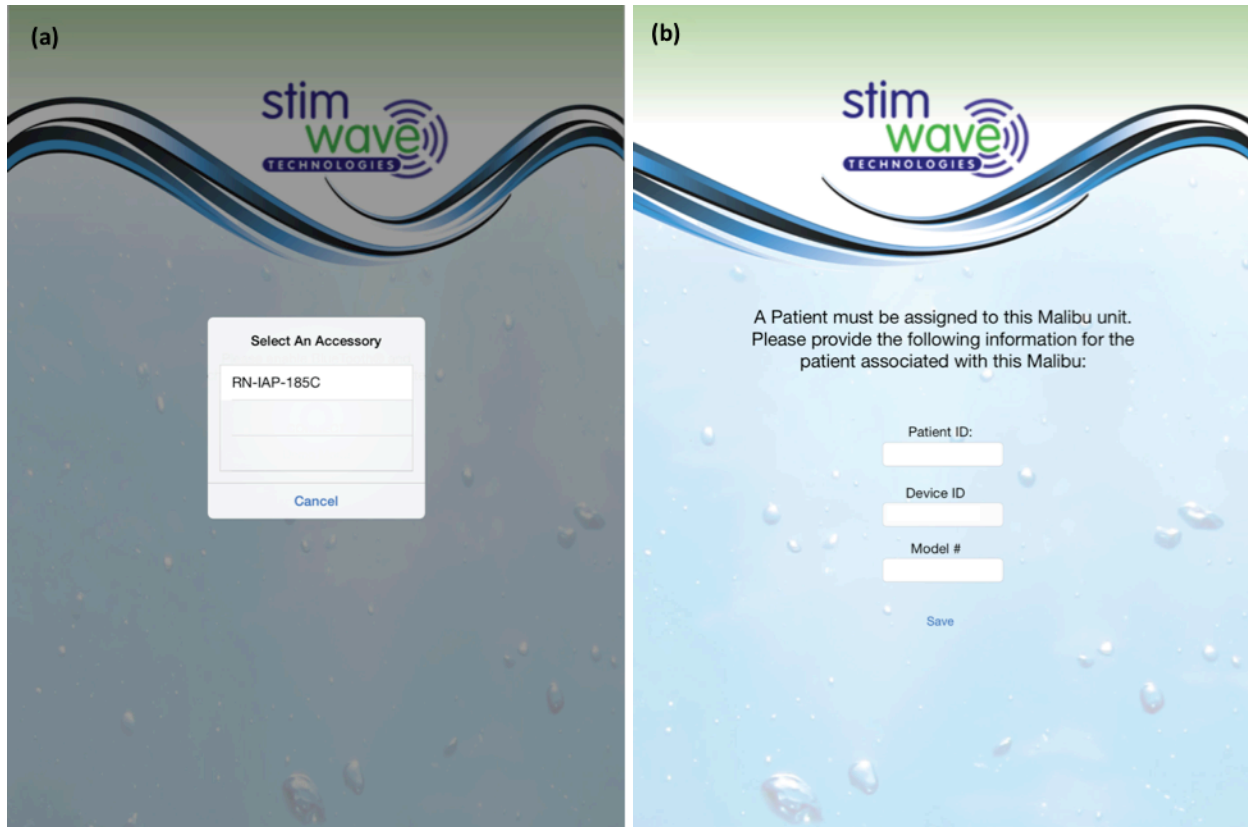 (a)
stim
wave
TECHNOLOGIES
Select An Accessory
RN-IAP-185C
Cancel
(b)
stim
wave
TECHNOLOGIES
A Patient must be assigned to this Malibu unit.
Please provide the following information for the
patient associated with this Malibu:
Patient ID:
Device ID
Model #
Save